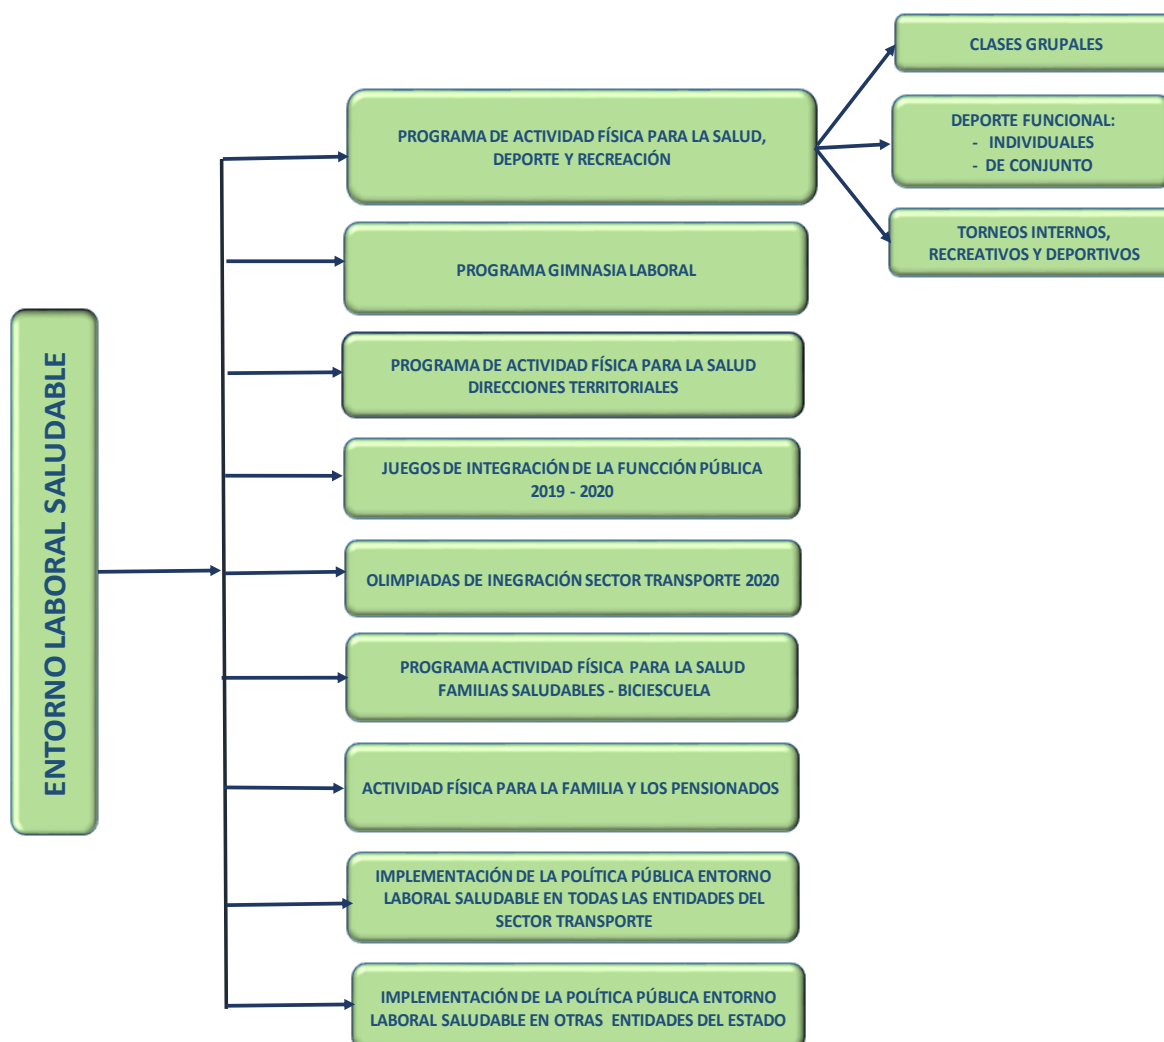 ENTORNO LABORAL SALUDABLE
PROGRAMA DE ACTIVIDAD FÍSICA PARA LA SALUD,
DEPORTE Y RECREACIÓN
CLASES GRUPALES
DEPORTE FUNCIONAL:
- INDIVIDUALES
- DE CONJUNTO
TORNEOS INTERNOS,
RECREATIVOS Y DEPORTIVOS
PROGRAMA GIMNASIA LABORAL
PROGRAMA DE ACTIVIDAD FÍSICA PARA LA SALUD
DIRECCIONES TERRITORIALES
JUEGOS DE INTEGRACIÓN DE LA FUNCCIÓN PÚBLICA
2019 - 2020
OLIMPIADAS DE INEGRACIÓN SECTOR TRANSPORTE 2020
PROGRAMA ACTIVIDAD FÍSICA PARA LA SALUD
FAMILIAS SALUDABLES - BICIESCUELA
ACTIVIDAD FÍSICA PARA LA FAMILIA Y LOS PENSIONADOS
IMPLEMENTACIÓN DE LA POLÍTICA PÚBLICA ENTORNO
LABORAL SALUDABLE EN TODAS LAS ENTIDADES DEL
SECTOR TRANSPORTE
IMPLEMENTACIÓN DE LA POLÍTICA PÚBLICA ENTORNO
LABORAL SALUDABLE EN OTRAS ENTIDADES DEL ESTADO